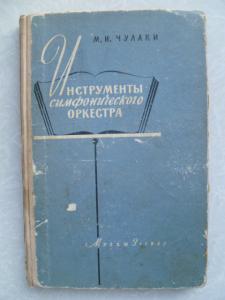 М. И. ЧУЛАКИ
ИНСТРУМЕНТЫ
симфонического
ОРКЕСТРА